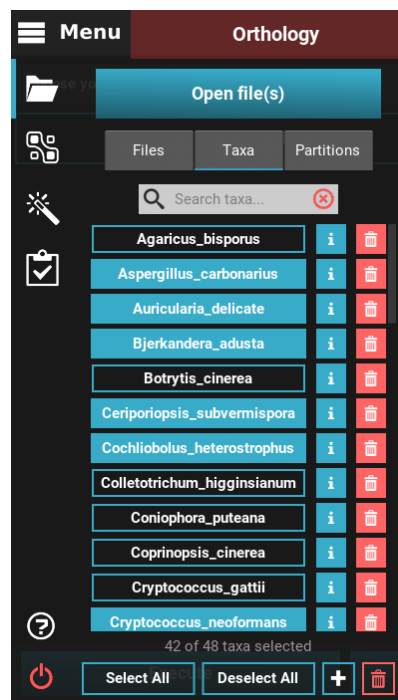 Menu
Orthology
Open file(s)
Files Taxa Partitions
Search taxa...
Agaricus_bisporus i
Aspergillus_carbonarius i
Auricularia_delicate i
Bjerkandera_adusta i
Botrytis_cinerea i
Ceriporiopsis_subvermispora i
Cochliobolus_heterostrophus i
Colletotrichum_higginsianum i
Coniophora_puteana i
Coprinopsis_cinerea i
Cryptococcus_gattii i
Cryptococcus_neoformans i
42 of 48 taxa selected
Select All Deselect All +